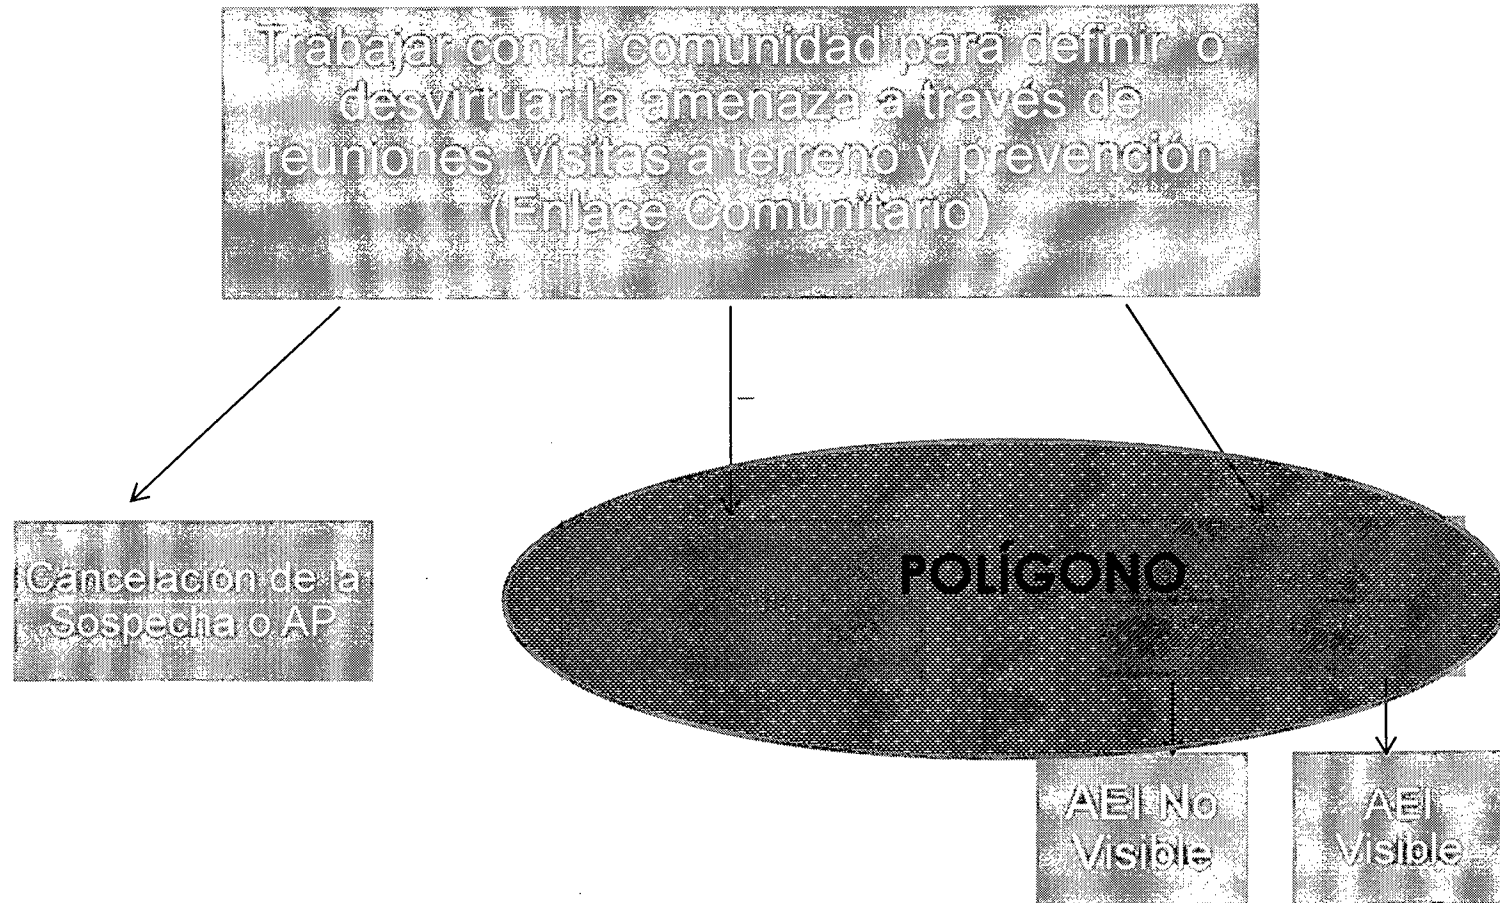 Trabajar con la comunidad para definir o
desvirtuar la amenaza a través de
reuniones, visitas a terreno y prevención
(Enlace Comunitario)
Cancelación de la
Sospecha o AP
POLÍGONO
AEI No
Visible
AEI
Visible